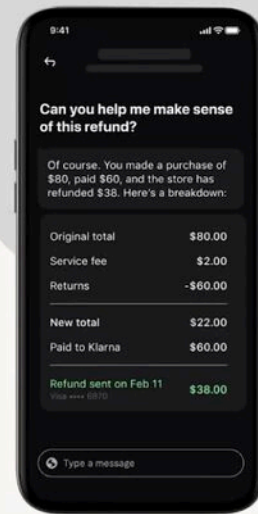 9:41
Can you help me make sense
of this refund?
Of course. You made a purchase of
$80, paid $60, and the store has
refunded $38. Here's a breakdown:
Original total $80.00
Service fee $2.00
Returns -$60.00
New total $22.00
Paid to Klarna $60.00
Refund sent on Feb 11 $38.00
Visa •••• 6870
Type a message